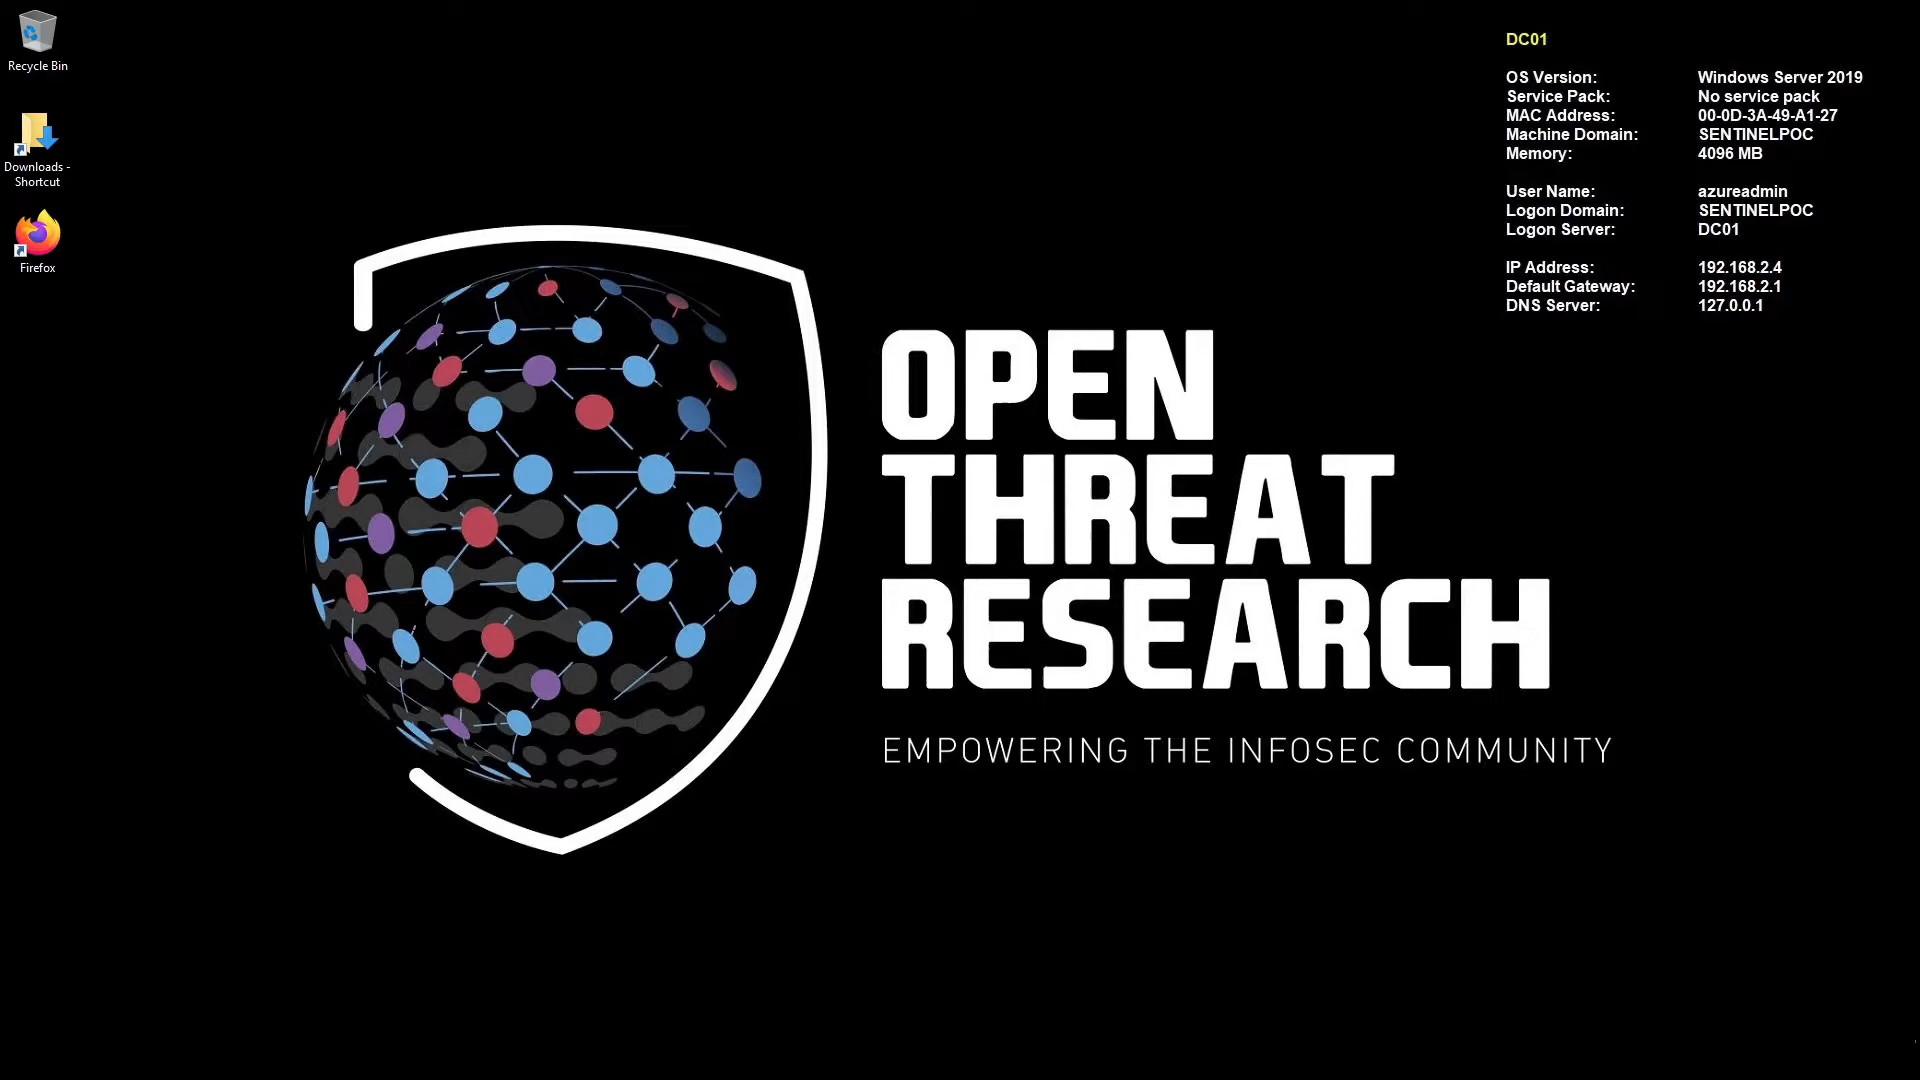 Recycle Bin
Downloads -
Shortcut
Firefox
DC01
OS Version: Windows Server 2019
Service Pack: No service pack
MAC Address: 00-0D-3A-49-A1-27
Machine Domain: SENTINELPOC
Memory: 4096 MB
User Name: azureadmin
Logon Domain: SENTINELPOC
Logon Server: DC01
IP Address: 192.168.2.4
Default Gateway: 192.168.2.1
DNS Server: 127.0.0.1
OPEN
THREAT
RESEARCH
EMPOWERING THE INFOSEC COMMUNITY